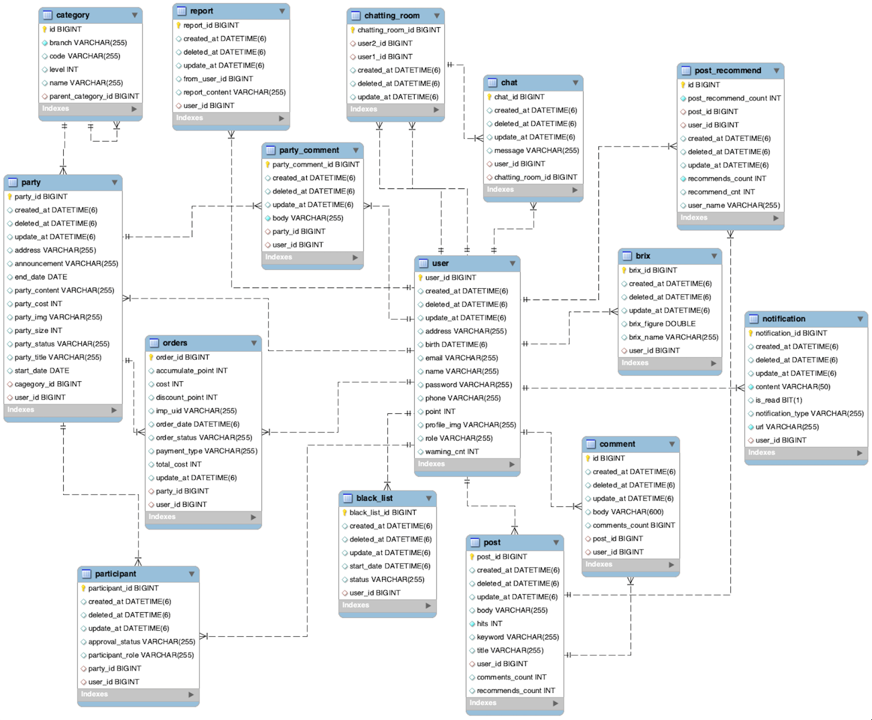 category
id BIGINT
branch VARCHAR(255)
code VARCHAR(255)
level INT
name VARCHAR(255)
parent_category_id BIGINT
Indexes
report
report_id BIGINT
created_at DATETIME(6)
deleted_at DATETIME(6)
update_at DATETIME(6)
from_user_id BIGINT
report_content VARCHAR(255)
user_id BIGINT
Indexes
chatting_room
chatting_room_id BIGINT
user2_id BIGINT
user1_id BIGINT
created_at DATETIME(6)
deleted_at DATETIME(6)
update_at DATETIME(6)
Indexes
chat
chat_id BIGINT
created_at DATETIME(6)
deleted_at DATETIME(6)
update_at DATETIME(6)
message VARCHAR(255)
user_id BIGINT
chatting_room_id BIGINT
Indexes
post_recommend
id BIGINT
post_recommend_count INT
post_id BIGINT
user_id BIGINT
created_at DATETIME(6)
deleted_at DATETIME(6)
update_at DATETIME(6)
recommends_count INT
recommend_cnt INT
user_name VARCHAR(255)
Indexes
party_comment
party_comment_id BIGINT
created_at DATETIME(6)
deleted_at DATETIME(6)
update_at DATETIME(6)
body VARCHAR(255)
party_id BIGINT
user_id BIGINT
Indexes
party
party_id BIGINT
created_at DATETIME(6)
deleted_at DATETIME(6)
update_at DATETIME(6)
address VARCHAR(255)
announcement VARCHAR(255)
end_date DATE
party_content VARCHAR(255)
party_cost INT
party_img VARCHAR(255)
party_size INT
party_status VARCHAR(255)
party_title VARCHAR(255)
start_date DATE
cagegory_id BIGINT
user_id BIGINT
Indexes
user
user_id BIGINT
created_at DATETIME(6)
deleted_at DATETIME(6)
update_at DATETIME(6)
address VARCHAR(255)
birth DATETIME(6)
email VARCHAR(255)
name VARCHAR(255)
password VARCHAR(255)
phone VARCHAR(255)
point INT
profile_img VARCHAR(255)
role VARCHAR(255)
warning_cnt INT
Indexes
brix
brix_id BIGINT
created_at DATETIME(6)
deleted_at DATETIME(6)
update_at DATETIME(6)
brix_figure DOUBLE
brix_name VARCHAR(255)
user_id BIGINT
Indexes
notification
notification_id BIGINT
created_at DATETIME(6)
deleted_at DATETIME(6)
update_at DATETIME(6)
content VARCHAR(50)
is_read BIT(1)
notification_type VARCHAR(255)
url VARCHAR(255)
user_id BIGINT
Indexes
orders
order_id BIGINT
accumulate_point INT
cost INT
discount_point INT
imp_uid VARCHAR(255)
order_date DATETIME(6)
order_status VARCHAR(255)
payment_type VARCHAR(255)
total_cost INT
update_at DATETIME(6)
party_id BIGINT
user_id BIGINT
Indexes
comment
id BIGINT
created_at DATETIME(6)
deleted_at DATETIME(6)
update_at DATETIME(6)
body VARCHAR(600)
comments_count BIGINT
post_id BIGINT
user_id BIGINT
Indexes
black_list
black_list_id BIGINT
created_at DATETIME(6)
deleted_at DATETIME(6)
update_at DATETIME(6)
start_date DATETIME(6)
status VARCHAR(255)
user_id BIGINT
Indexes
post
post_id BIGINT
created_at DATETIME(6)
deleted_at DATETIME(6)
update_at DATETIME(6)
body VARCHAR(255)
hits INT
keyword VARCHAR(255)
title VARCHAR(255)
user_id BIGINT
comments_count INT
recommends_count INT
Indexes
participant
participant_id BIGINT
created_at DATETIME(6)
deleted_at DATETIME(6)
update_at DATETIME(6)
approval_status VARCHAR(255)
participant_role VARCHAR(255)
party_id BIGINT
user_id BIGINT
Indexes